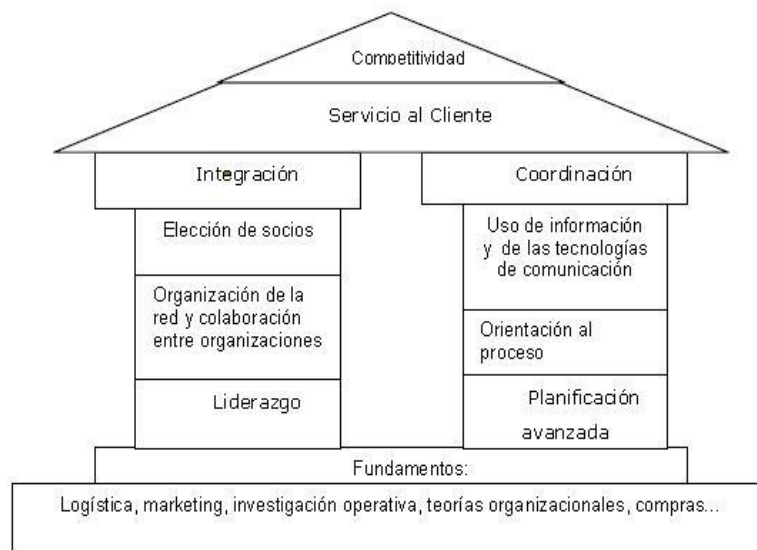 Competitividad
Servicio al Cliente
Integración
Elección de socios
Organización de la
red y colaboración
entre organizaciones
Liderazgo
Coordinación
Uso de información
y de las tecnologías
de comunicación
Orientación al
proceso
Planificación
avanzada
Fundamentos:
Logística, marketing, investigación operativa, teorías organizacionales, compras...